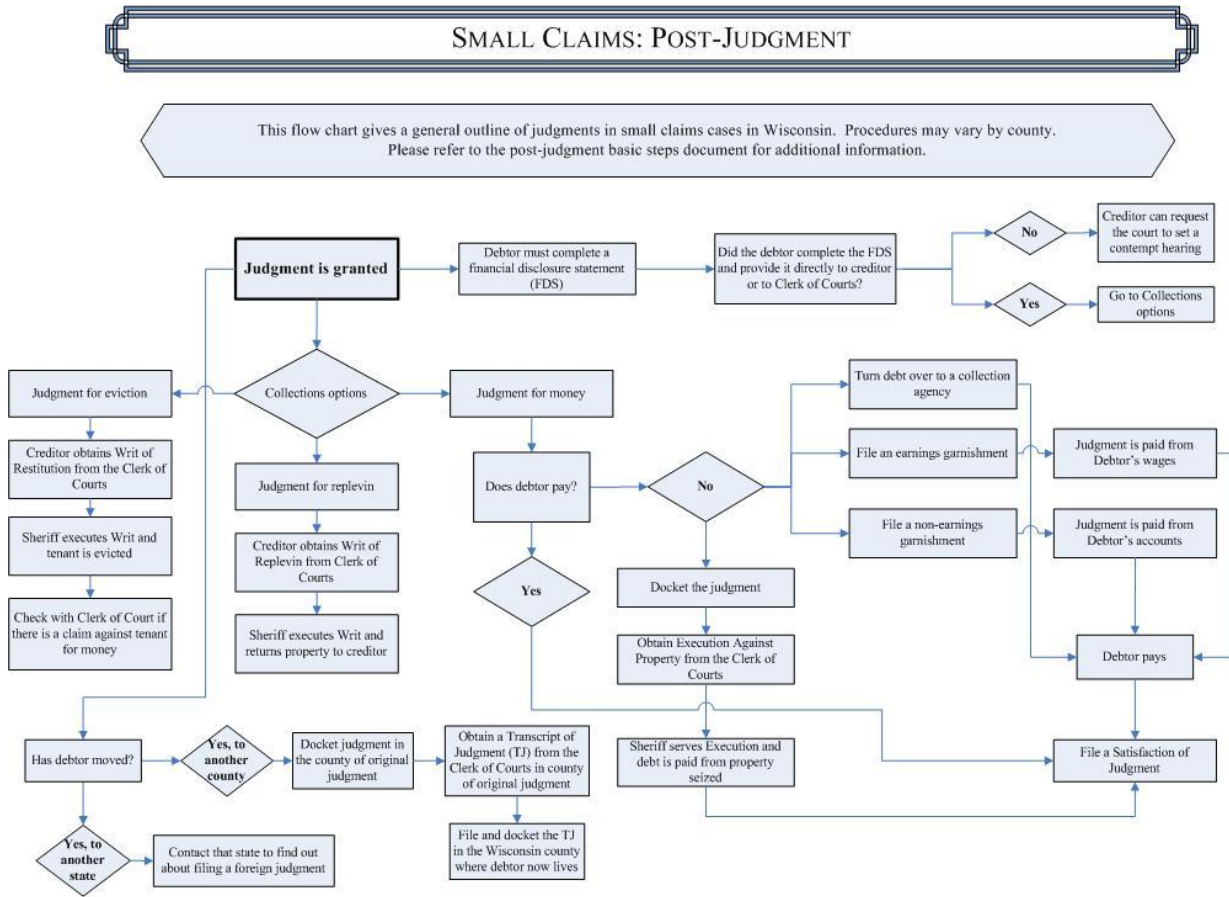 SMALL CLAIMS: POST-JUDGMENT
This flow chart gives a general outline of judgments in small claims cases in Wisconsin. Procedures may vary by county.
Please refer to the post-judgment basic steps document for additional information.
Judgment is granted
Debtor must complete a
financial disclosure statement
(FDS)
Did the debtor complete the FDS
and provide it directly to creditor
or to Clerk of Courts?
No
Creditor can request
the court to set a
contempt hearing
Yes
Go to Collections
options
Judgment for eviction
Creditor obtains Writ of
Restitution from the Clerk of
Courts
Sheriff executes Writ and
tenant is evicted
Check with Clerk of Court if
there is a claim against tenant
for money
Collections options
Judgment for replevin
Creditor obtains Writ of
Replevin from Clerk of
Courts
Sheriff executes Writ and
returns property to creditor
Judgment for money
Does debtor pay?
Yes
No
Turn debt over to a collection
agency
File an earnings garnishment
Judgment is paid from
Debtor's wages
File a non-earnings
garnishment
Judgment is paid from
Debtor's accounts
Docket the judgment
Obtain Execution Against
Property from the Clerk of
Courts
Sheriff serves Execution and
debt is paid from property
seized
Debtor pays
File a Satisfaction of
Judgment
Has debtor moved?
Yes, to
another
county
Docket judgment in
the county of original
judgment
Obtain a Transcript of
Judgment (TJ) from the
Clerk of Courts in county
of original judgment
File and docket the TJ
in the Wisconsin county
where debtor now lives
Yes, to
another
state
Contact that state to find out
about filing a foreign judgment